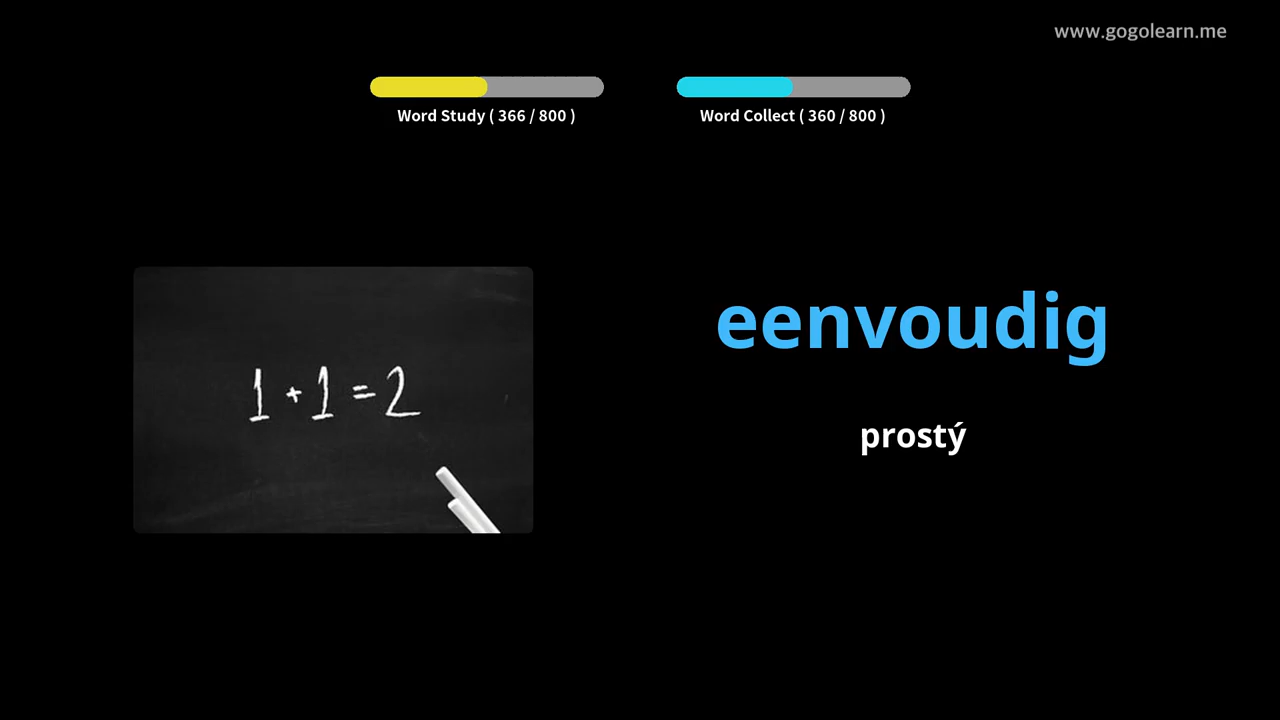 www.gogolearn.me
Word Study ( 366 / 800 )
Word Collect ( 360 / 800 )
1 + 1 = 2
eenvoudig
prostý